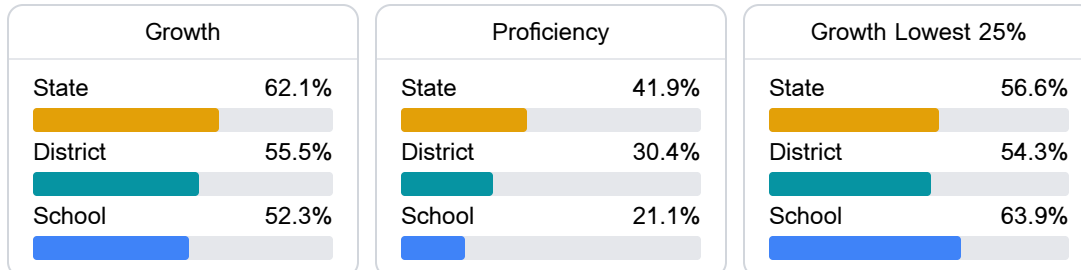 Growth
State 62.1%
District 55.5%
School 52.3%
Proficiency
State 41.9%
District 30.4%
School 21.1%
Growth Lowest 25%
State 56.6%
District 54.3%
School 63.9%